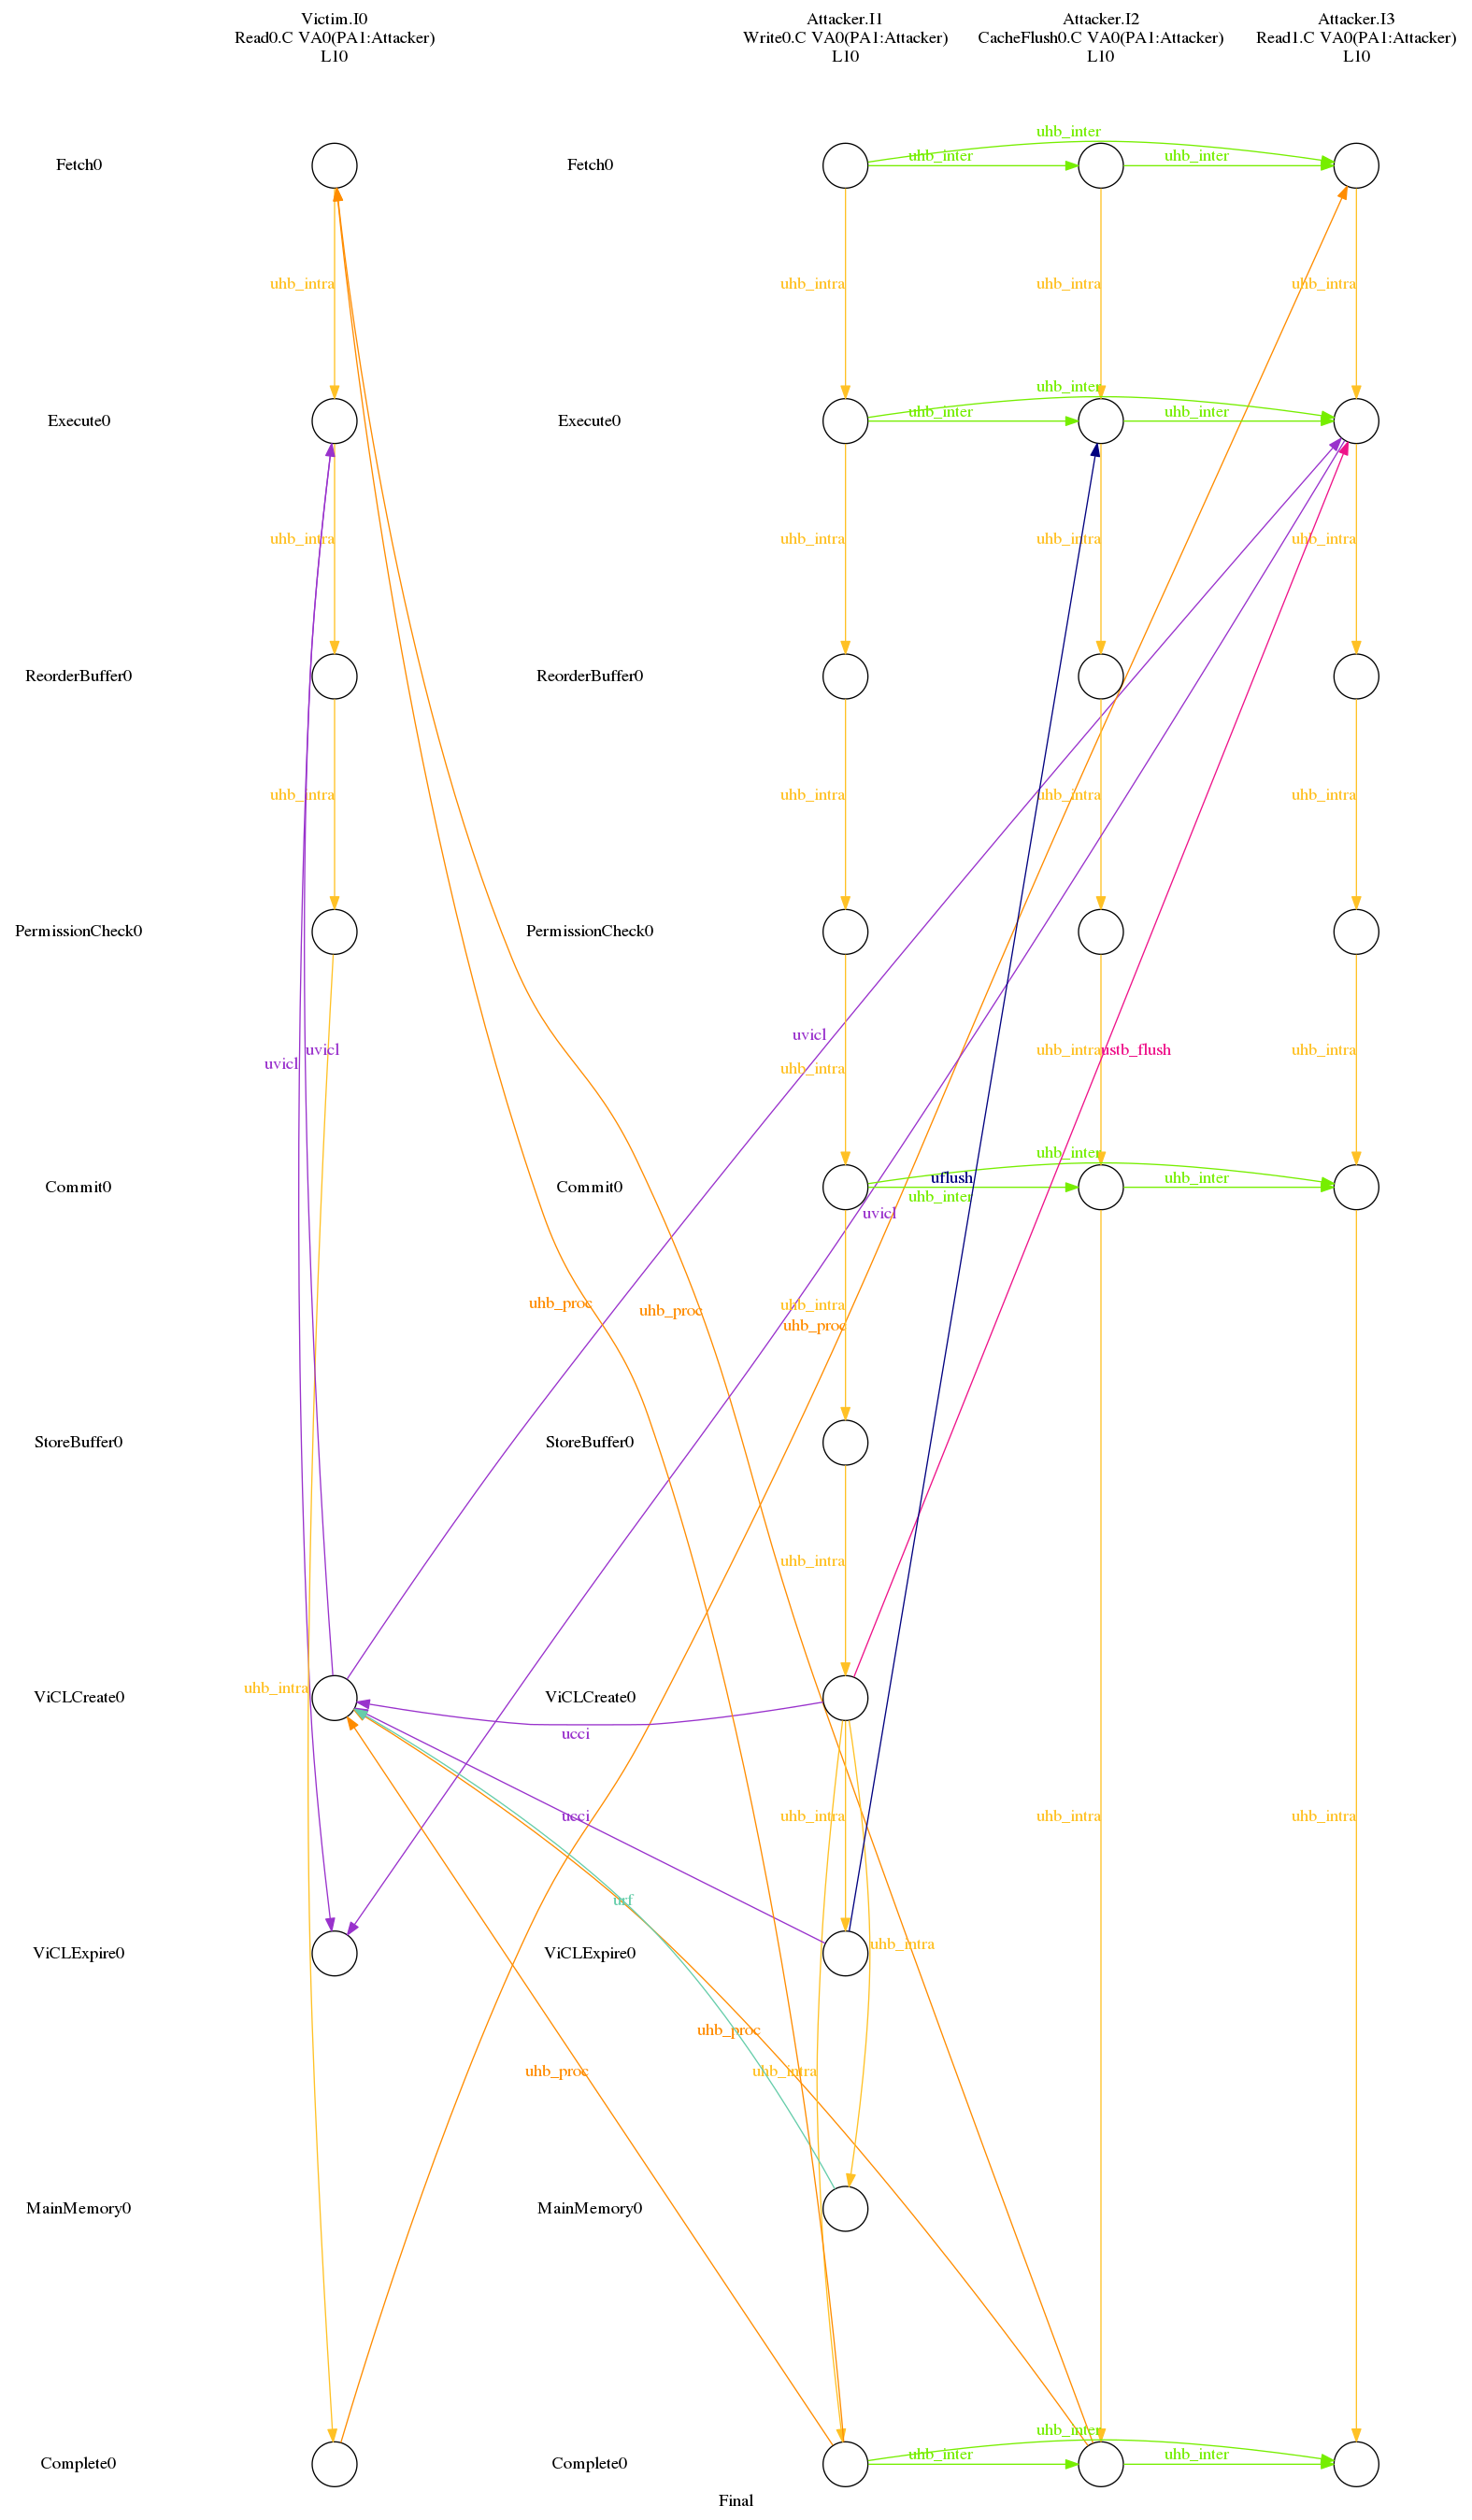 Victim.I0
Read0.C VA0(PA1:Attacker)
L10
Attacker.I1
Write0.C VA0(PA1:Attacker)
L10
Attacker.I2
CacheFlush0.C VA0(PA1:Attacker)
L10
Attacker.I3
Read1.C VA0(PA1:Attacker)
L10
uhb_inter
uhb_inter
uhb_inter
Fetch0
Fetch0
uhb_intra
uhb_intra
uhb_intra
uhb_intra
uhb_inter
uhb_inter
uhb_inter
Execute0
Execute0
uhb_intra
uhb_intra
uhb_intra
uhb_intra
ReorderBuffer0
ReorderBuffer0
uhb_intra
uhb_intra
uhb_intra
uhb_intra
PermissionCheck0
PermissionCheck0
uvicl
uvicl
uvicl
uhb_intra
uhb_intra
ustb_flush
uhb_intra
uhb_inter
Commit0
Commit0
uflush
uhb_inter
uhb_inter
uvicl
uhb_proc
uhb_proc
uhb_intra
uhb_proc
StoreBuffer0
StoreBuffer0
uhb_intra
uhb_intra
ViCLCreate0
ViCLCreate0
ucci
ucci
uhb_intra
uhb_intra
uhb_intra
urf
ViCLExpire0
ViCLExpire0
uhb_intra
uhb_proc
uhb_proc
uhb_intra
MainMemory0
MainMemory0
uhb_inter
uhb_inter
uhb_inter
Complete0
Complete0
Final